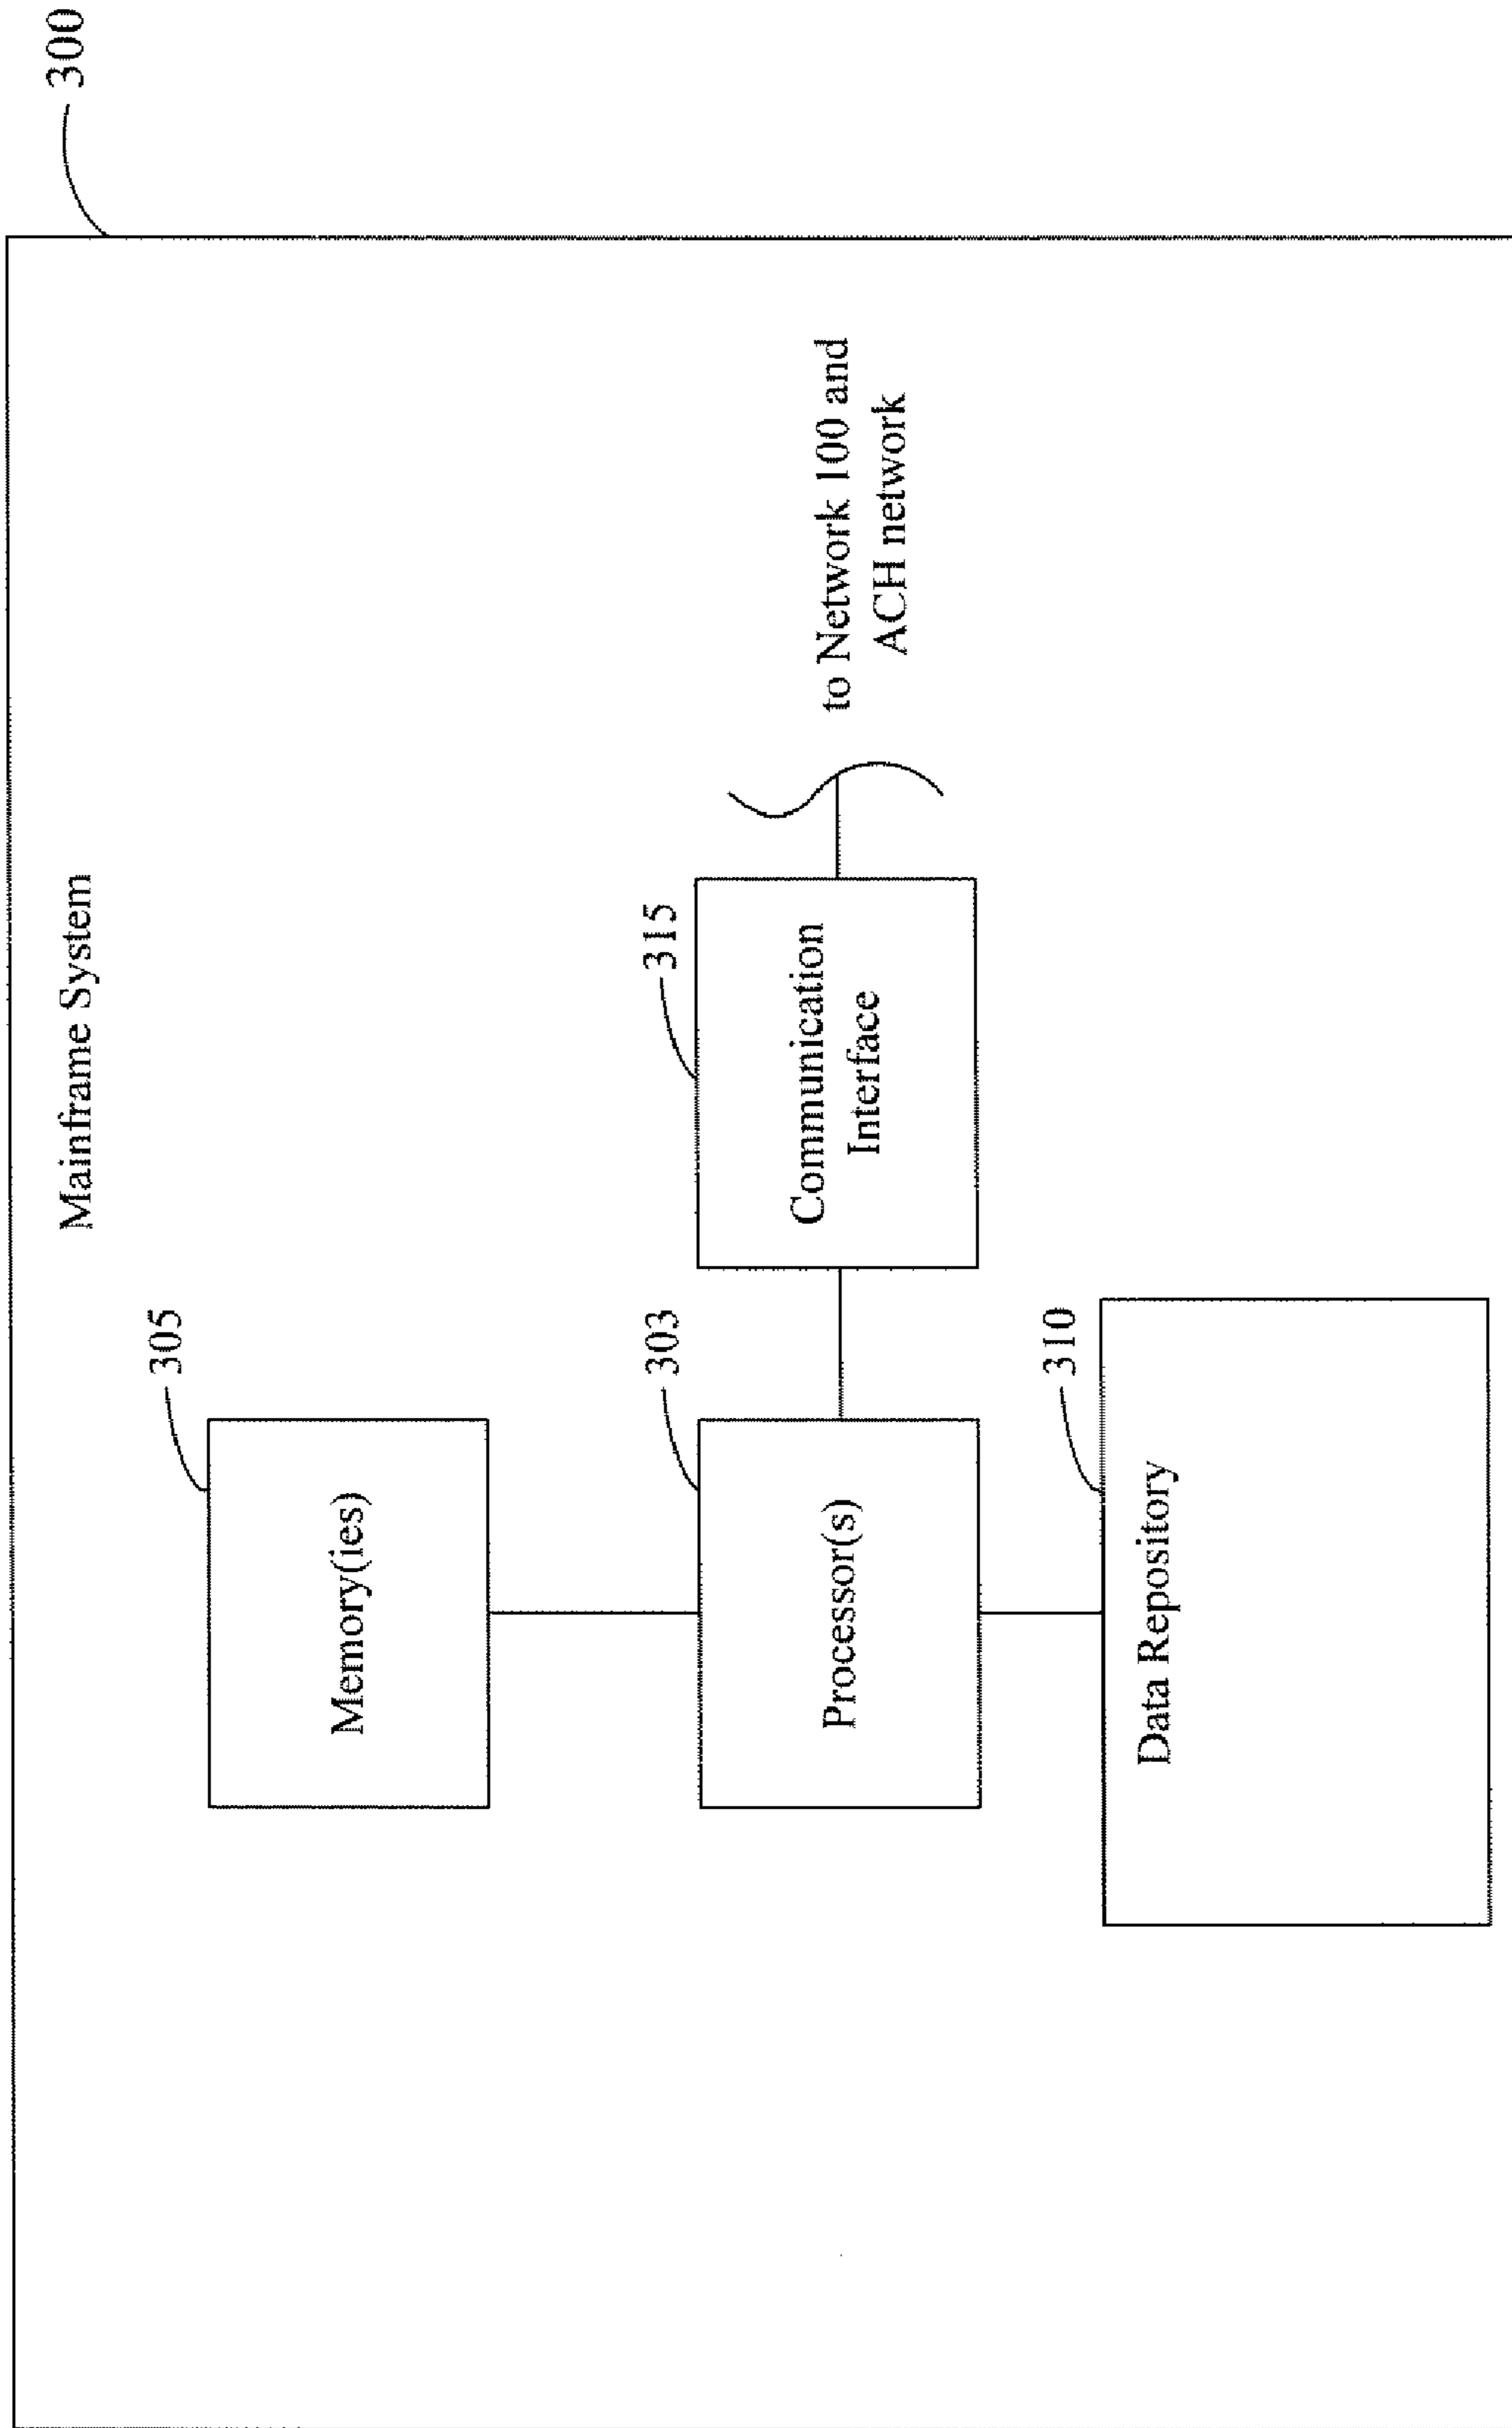 300
Mainframe System
305
Memory(ies)
303
Processor(s)
315
Communication
Interface
to Network 100 and
ACH network
310
Data Repository